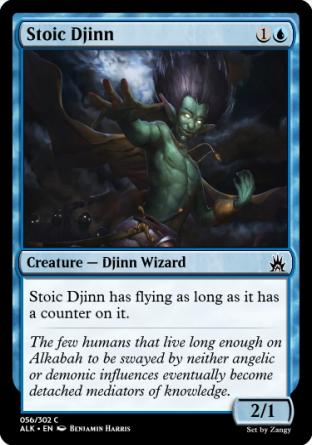 Stoic Djinn 1
Creature — Djinn Wizard
Stoic Djinn has flying as long as it has
a counter on it.
The few humans that live long enough on
Alkabah to be swayed by neither angelic
or demonic influences eventually become
detached mediators of knowledge.
2/1
056/302 C
ALK • EN Benjamin Harris
Set by Zangy